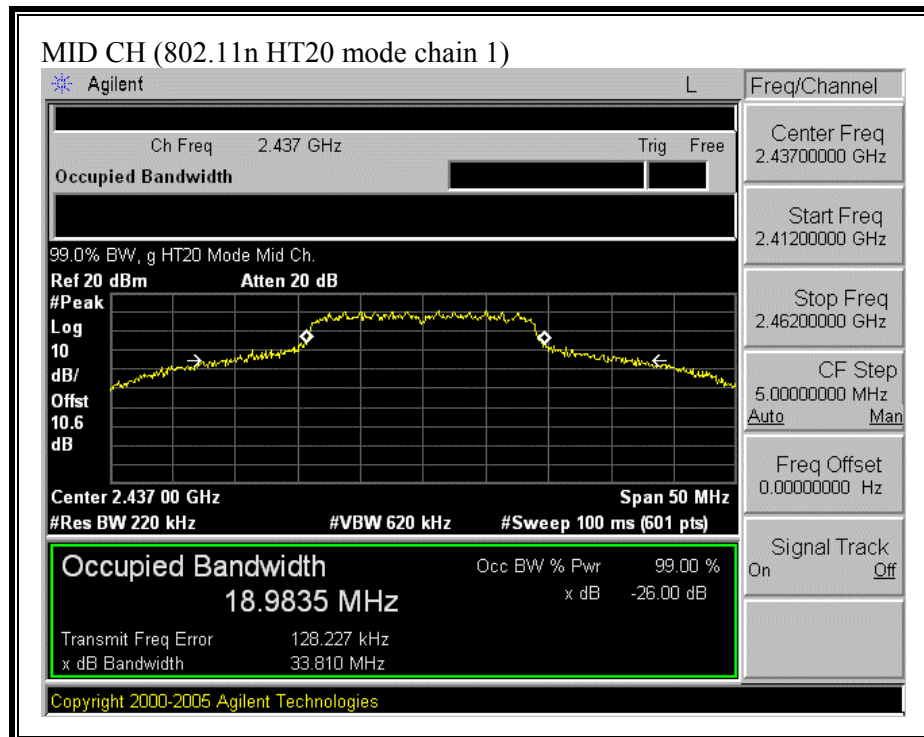 MID CH (802.11n HT20 mode chain 1)
Agilent L Freq/Channel
Ch Freq 2.437 GHz Trig Free
Occupied Bandwidth
Center Freq
2.43700000 GHz
Start Freq
2.41200000 GHz
Stop Freq
2.46200000 GHz
CF Step
5.00000000 MHz
Auto Man
Freq Offset
0.00000000 Hz
Signal Track
On Off
99.0% BW, g HT20 Mode Mid Ch.
Ref 20 dBm Atten 20 dB
#Peak
Log
10
dB/
Offst
10.6
dB
Center 2.437 00 GHz Span 50 MHz
#Res BW 220 kHz #VBW 620 kHz #Sweep 100 ms (601 pts)
Occupied Bandwidth
18.9835 MHz
Occ BW % Pwr 99.00 %
x dB -26.00 dB
Transmit Freq Error 128.227 kHz
x dB Bandwidth 33.810 MHz
Copyright 2000-2005 Agilent Technologies